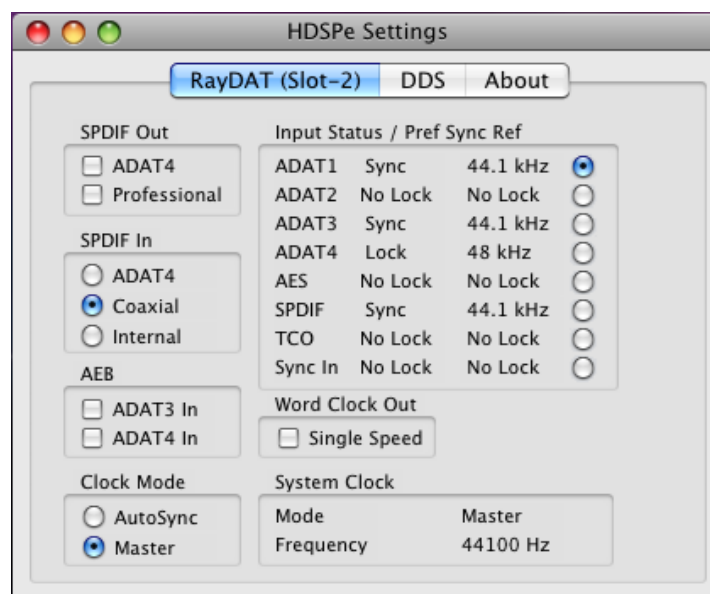 HDSPe Settings
RayDAT (Slot-2) DDS About
SPDIF Out
ADAT4
Professional
SPDIF In
ADAT4
Coaxial
Internal
AEB
ADAT3 In
ADAT4 In
Clock Mode
AutoSync
Master
Input Status / Pref Sync Ref
ADAT1 Sync 44.1 kHz
ADAT2 No Lock No Lock
ADAT3 Sync 44.1 kHz
ADAT4 Lock 48 kHz
AES No Lock No Lock
SPDIF Sync 44.1 kHz
TCO No Lock No Lock
Sync In No Lock No Lock
Word Clock Out
Single Speed
System Clock
Mode Master
Frequency 44100 Hz